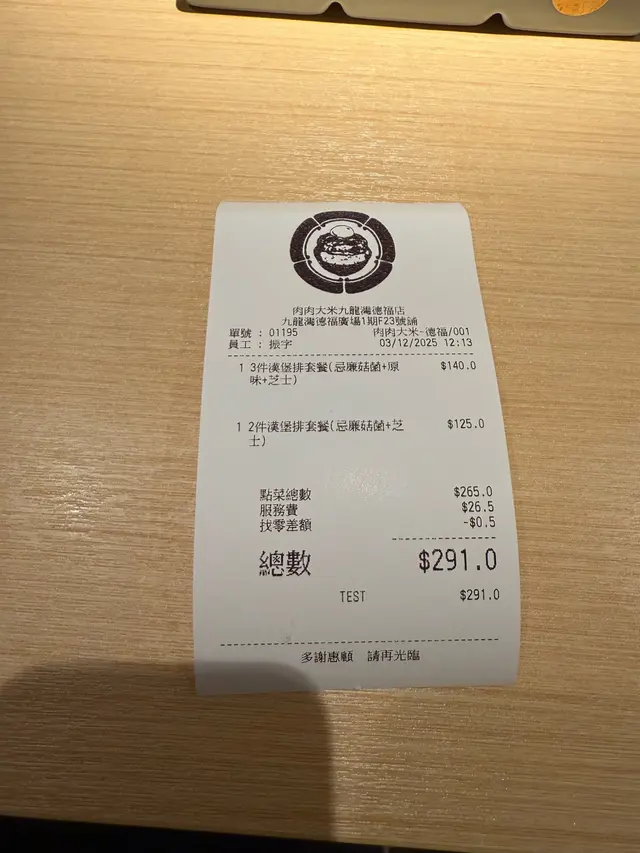 肉肉大米九龍灣德福店
九龍灣德福廣場1期F23號舖
單號 : 01195 肉肉大米-德福/001
員工 : 振宇 03/12/2025 12:13
1 3件漢堡排套餐(忌廉菇菌+原 $140.0
味+芝士)
1 2件漢堡排套餐(忌廉菇菌+芝 $125.0
士)
點菜總數 $265.0
服務費 $26.5
找零差額 -$0.5
總數 $291.0
TEST $291.0
多謝惠顧 請再光臨